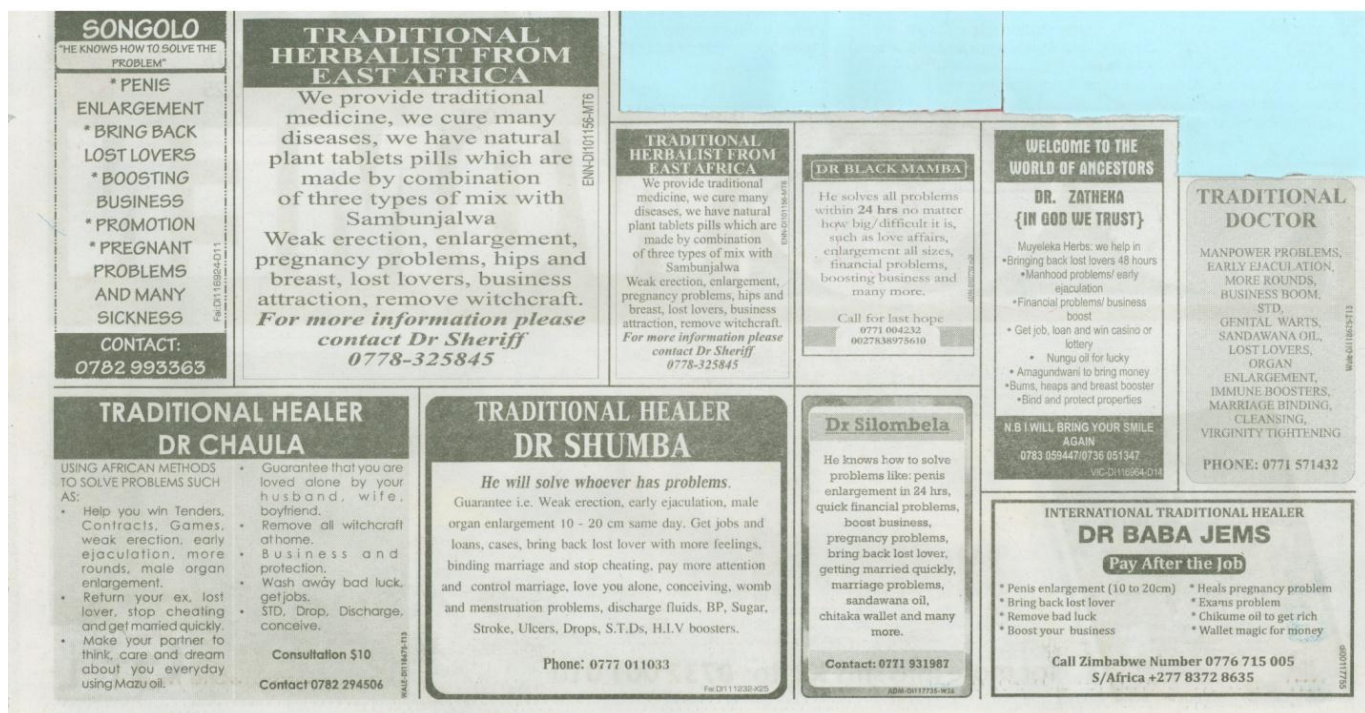 SONGOLO
"HE KNOWS HOW TO SOLVE THE
PROBLEM"
* PENIS
ENLARGEMENT
* BRING BACK
LOST LOVERS
* BOOSTING
BUSINESS
* PROMOTION
* PREGNANT
PROBLEMS
AND MANY
SICKNESS
CONTACT:
0782 993363
Fai:DI116924-D11
TRADITIONAL
HERBALIST FROM
EAST AFRICA
We provide traditional
medicine, we cure many
diseases, we have natural
plant tablets pills which are
made by combination
of three types of mix with
Sambunjalwa
Weak erection, enlargement,
pregnancy problems, hips and
breast, lost lovers, business
attraction, remove witchcraft.
For more information please
contact Dr Sheriff
0778-325845
ENN-DI101156-MT6
TRADITIONAL
HERBALIST FROM
EAST AFRICA
We provide traditional
medicine, we cure many
diseases, we have natural
plant tablets pills which are
made by combination
of three types of mix with
Sambunjalwa
Weak erection, enlargement,
pregnancy problems, hips and
breast, lost lovers, business
attraction, remove witchcraft.
For more information please
contact Dr Sheriff
0778-325845
ENN-DI101156-MT6
DR BLACK MAMBA
He solves all problems
within 24 hrs no matter
how big/difficult it is,
such as love affairs,
enlargement all sizes,
financial problems,
boosting business and
many more.
Call for last hope
0771 004232
0027838975610
WELCOME TO THE
WORLD OF ANCESTORS
DR. ZATHEKA
{IN GOD WE TRUST}
Muyeleka Herbs: we help in
•Bringing back lost lovers 48 hours
•Manhood problems/ early
ejaculation
•Financial problems/ business
boost
• Get job, loan and win casino or
lottery
• Nungu oil for lucky
• Amagundwani to bring money
•Bums, heaps and breast booster
•Bind and protect properties
N.B I WILL BRING YOUR SMILE
AGAIN
0783 059447/0736 051347
VIC-DI116964-D14
TRADITIONAL
DOCTOR
MANPOWER PROBLEMS,
EARLY EJACULATION,
MORE ROUNDS,
BUSINESS BOOM,
STD,
GENITAL WARTS,
SANDAWANA OIL,
LOST LOVERS,
ORGAN
ENLARGEMENT,
IMMUNE BOOSTERS,
MARRIAGE BINDING,
CLEANSING,
VIRGINITY TIGHTENING
PHONE: 0771 571432
TRADITIONAL HEALER
DR CHAULA
USING AFRICAN METHODS
TO SOLVE PROBLEMS SUCH
AS:
• Help you win Tenders,
Contracts, Games,
weak erection, early
ejaculation, more
rounds, male organ
enlargement.
• Return your ex, lost
lover, stop cheating
and get married quickly.
• Make your partner to
think, care and dream
about you everyday
using Mazu oil.
• Guarantee that you are
loved alone by your
husband, wife,
boyfriend.
• Remove all witchcraft
at home.
• Business and
protection.
• Wash away bad luck,
get jobs.
• STD, Drop, Discharge,
conceive.
Consultation $10
Contact 0782 294506
WALE-DI118675-T13
TRADITIONAL HEALER
DR SHUMBA
He will solve whoever has problems.
Guarantee i.e. Weak erection, early ejaculation, male
organ enlargement 10 - 20 cm same day. Get jobs and
loans, cases, bring back lost lover with more feelings,
binding marriage and stop cheating, pay more attention
and control marriage, love you alone, conceiving, womb
and menstruation problems, discharge fluids, BP, Sugar,
Stroke, Ulcers, Drops, S.T.Ds, H.I.V boosters.
Phone: 0777 011033
Fai:DI111232-X25
Dr Silombela
He knows how to solve
problems like: penis
enlargement in 24 hrs,
quick financial problems,
boost business,
pregnancy problems,
bring back lost lover,
getting married quickly,
marriage problems,
sandawana oil,
chitaka wallet and many
more.
Contact: 0771 931987
ADM-DI117735-W26
INTERNATIONAL TRADITIONAL HEALER
DR BABA JEMS
Pay After the Job
* Penis enlargement (10 to 20cm)
* Bring back lost lover
* Remove bad luck
* Boost your business
* Heals pregnancy problem
* Exams problem
* Chikume oil to get rich
* Wallet magic for money
Call Zimbabwe Number 0776 715 005
S/Africa +277 8372 8635